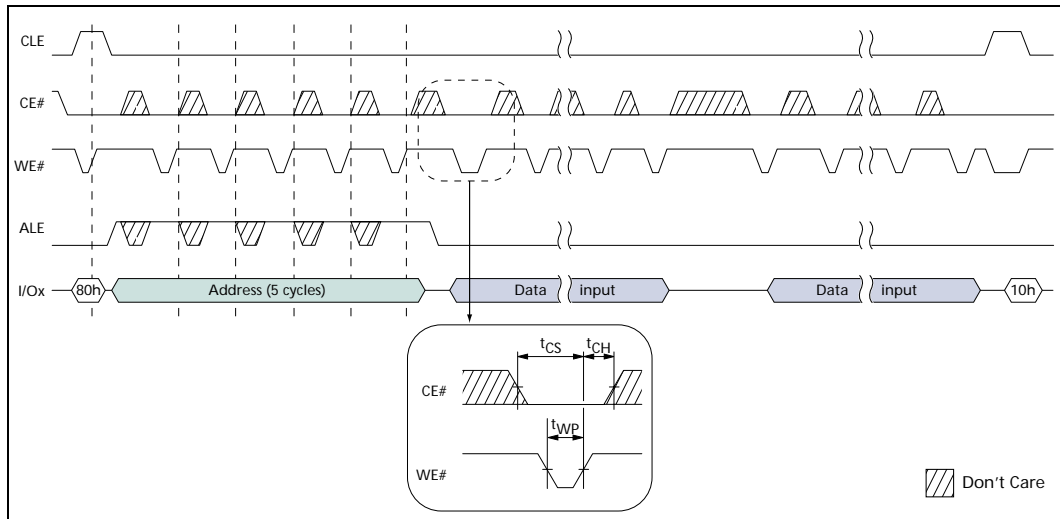 CLE
CE#
WE#
ALE
I/Ox
80h
Address (5 cycles)
Data input
Data input
10h
tCS
tCH
CE#
tWP
WE#
Don't Care